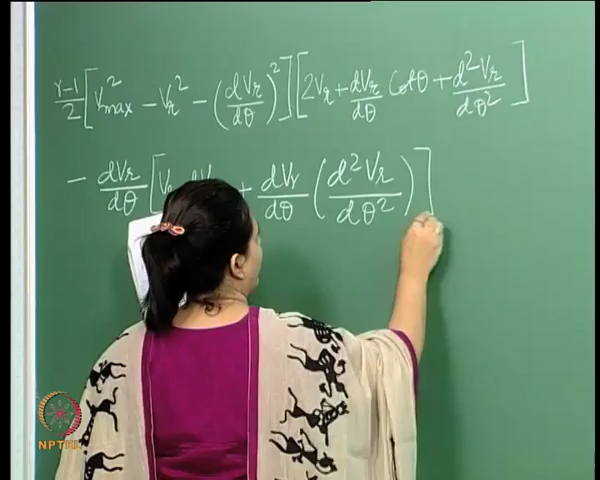 γ-1/2 [V²max - Vr² - (dVr/dθ)²] [2Vr + dVr/dθ Cotθ + d²Vr/dθ²]
- dVr/dθ [Vr dVr + dVr/dθ (d²Vr/dθ²)]
NPTEL